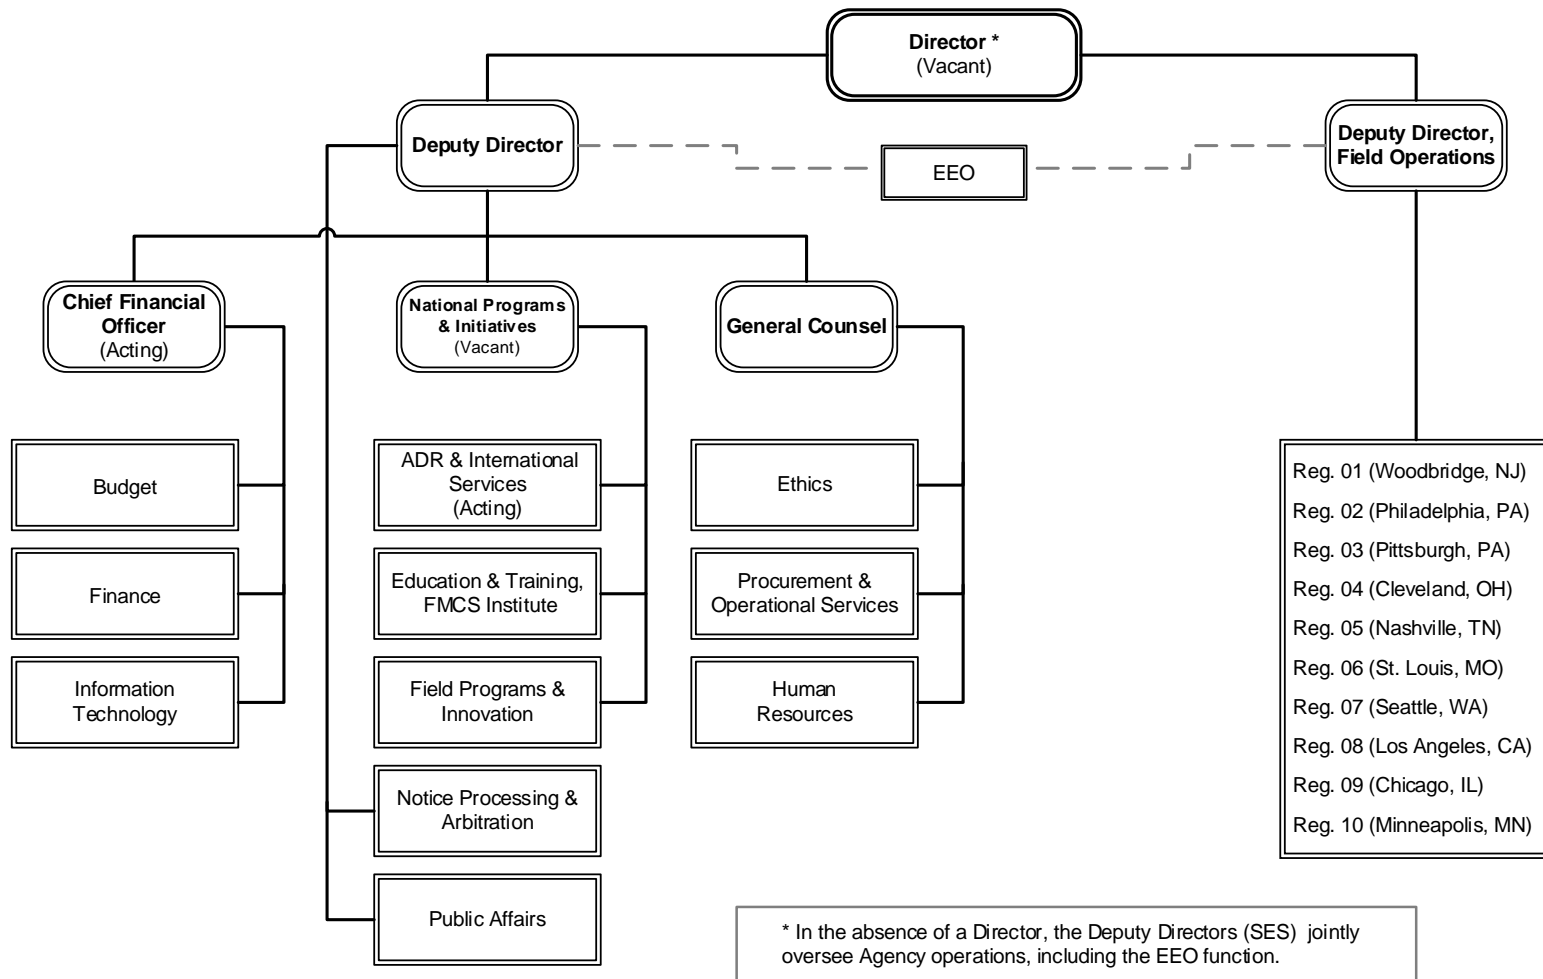 Director *
(Vacant)
Deputy Director
EEO
Deputy Director,
Field Operations
Chief Financial
Officer
(Acting)
National Programs
& Initiatives
(Vacant)
General Counsel
Budget
Finance
Information
Technology
ADR & International
Services
(Acting)
Education & Training,
FMCS Institute
Field Programs &
Innovation
Notice Processing &
Arbitration
Public Affairs
Ethics
Procurement &
Operational Services
Human
Resources
Reg. 01 (Woodbridge, NJ)
Reg. 02 (Philadelphia, PA)
Reg. 03 (Pittsburgh, PA)
Reg. 04 (Cleveland, OH)
Reg. 05 (Nashville, TN)
Reg. 06 (St. Louis, MO)
Reg. 07 (Seattle, WA)
Reg. 08 (Los Angeles, CA)
Reg. 09 (Chicago, IL)
Reg. 10 (Minneapolis, MN)
* In the absence of a Director, the Deputy Directors (SES) jointly
oversee Agency operations, including the EEO function.